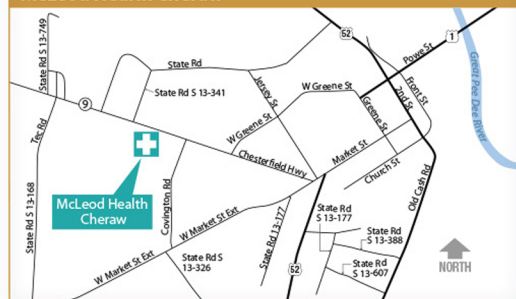 State Rd S 13-749
52
Powe St
1
State Rd
Great Pee Dee River
State Rd S 13-341
Jersey St
W Greene St
Front St
2nd St
9
Greene St
Tec Rd
W Greene St
Market St
Chesterfield Hwy
Church St
McLeod Health
Cheraw
Covington Rd
Old Cash Rd
State Rd S 13-168
W Market St Ext
State Rd 13-177
State Rd
S 13-177
State Rd
S 13-388
W Market St Ext
State Rd S
13-326
52
State Rd
S 13-607
NORTH